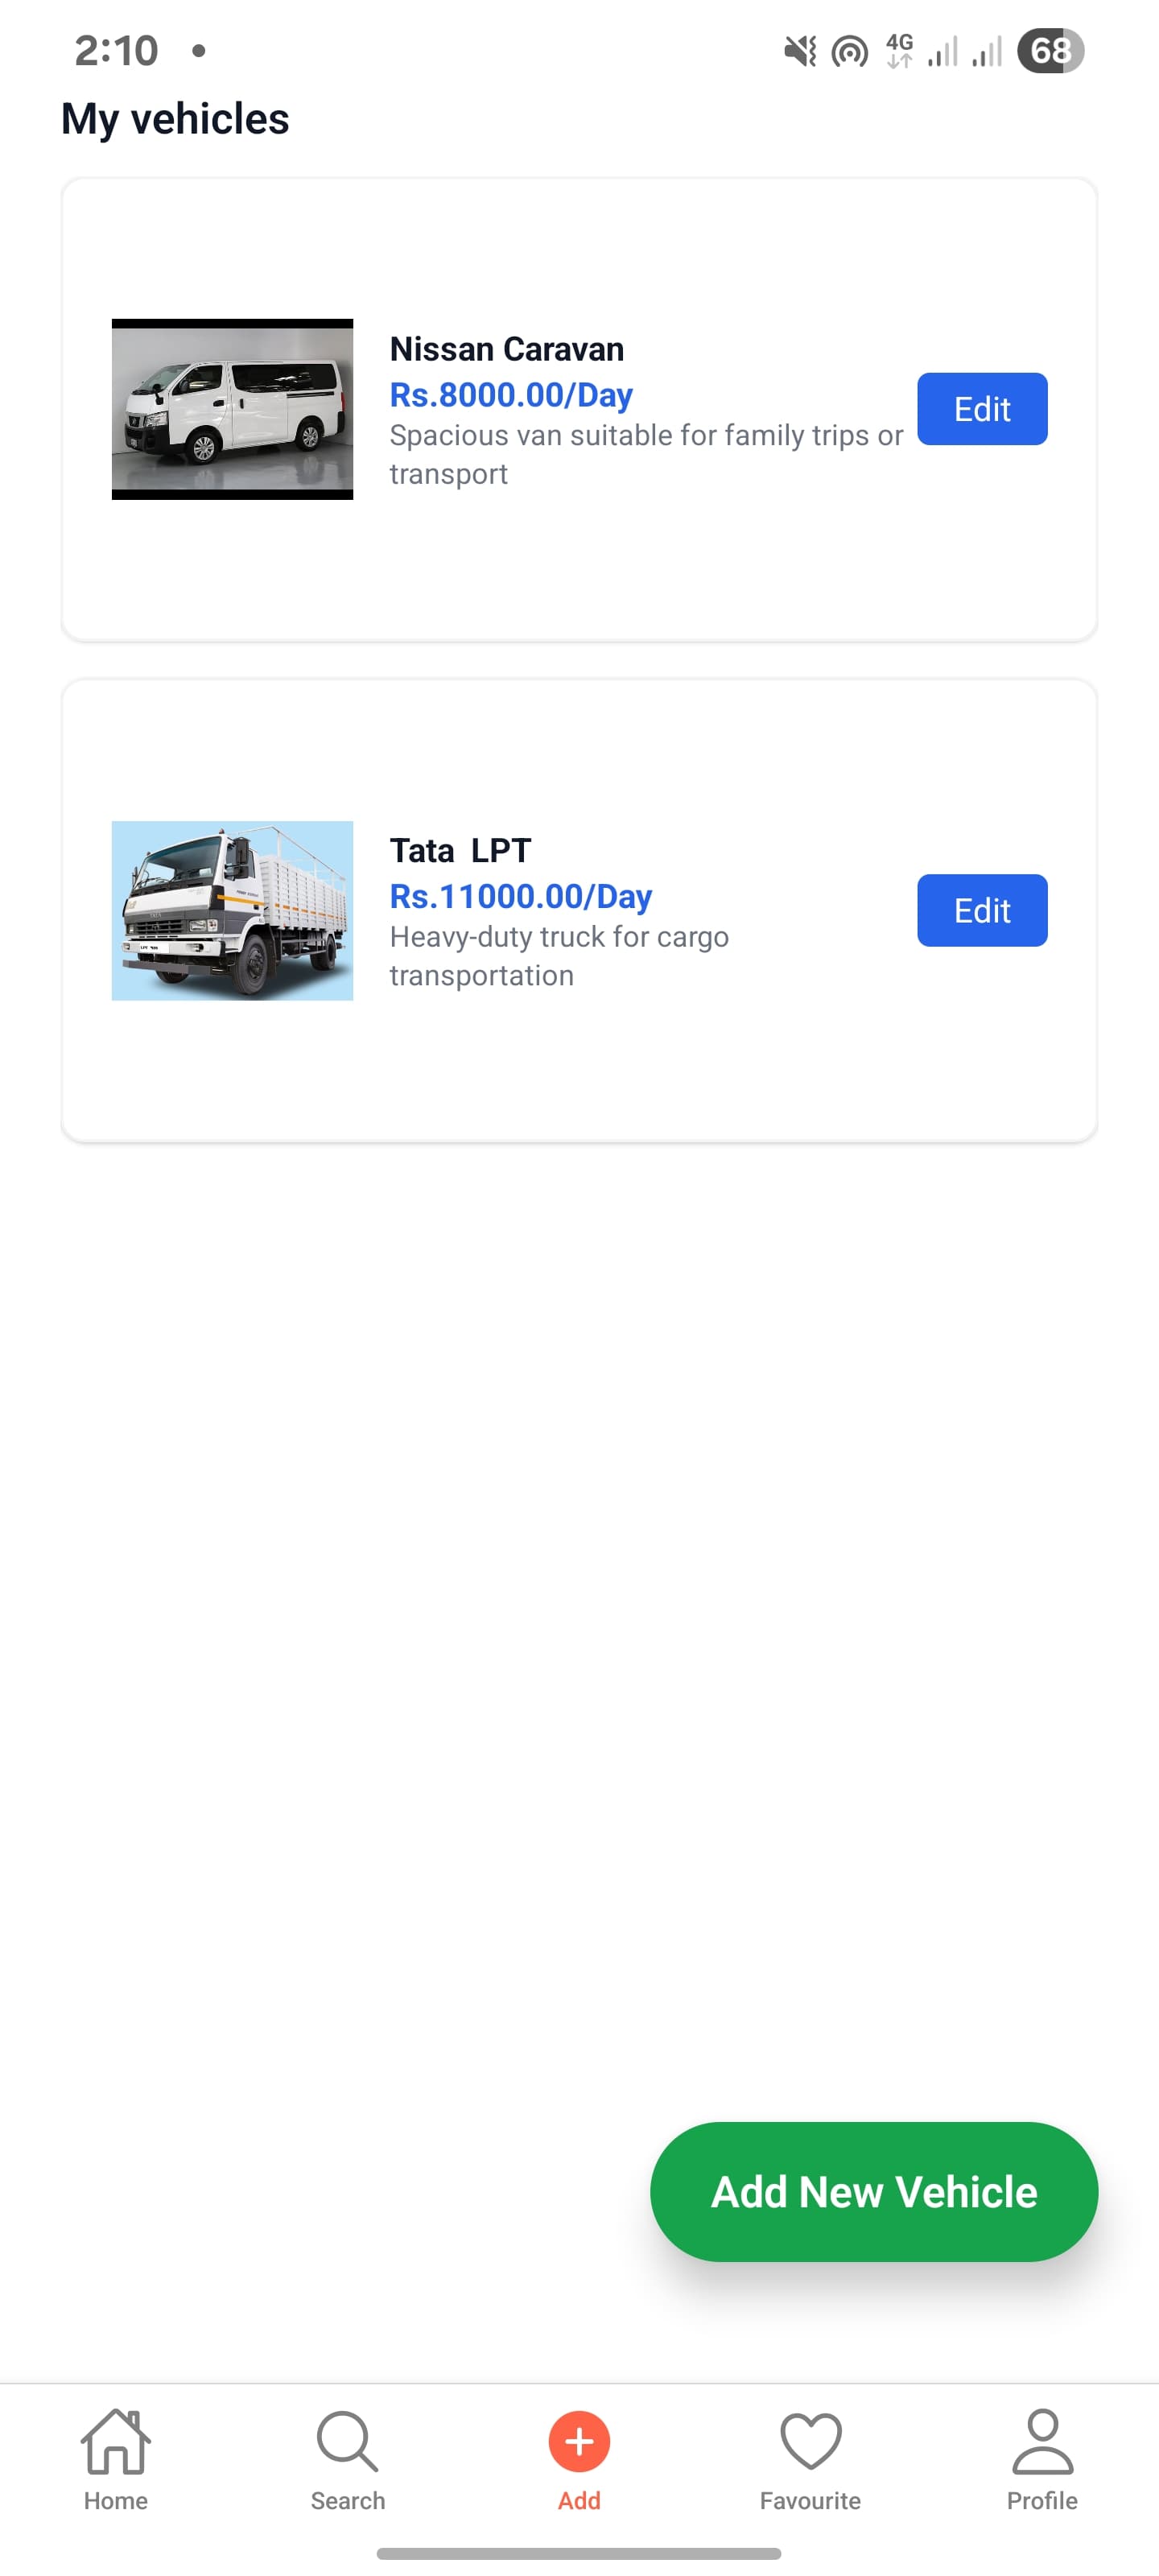 2:10
4G
68
My vehicles
Nissan Caravan
Rs.8000.00/Day
Spacious van suitable for family trips or
transport
Edit
Tata  LPT
Rs.11000.00/Day
Heavy-duty truck for cargo
transportation
Edit
Add New Vehicle
Home
Search
Add
Favourite
Profile